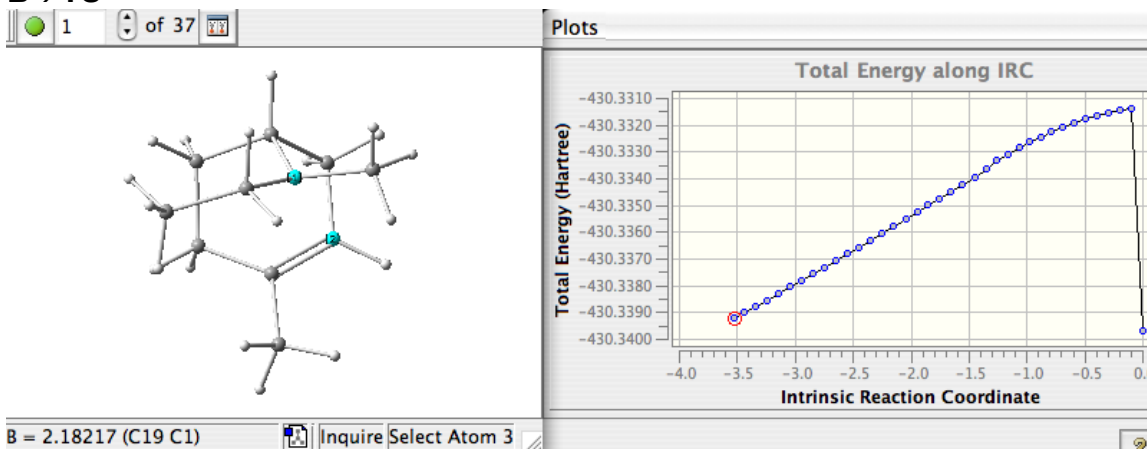 1 of 37
Plots
Total Energy along IRC
Total Energy (Hartree)
-430.3310
-430.3320
-430.3330
-430.3340
-430.3350
-430.3360
-430.3370
-430.3380
-430.3390
-430.3400
-4.0 -3.5 -3.0 -2.5 -2.0 -1.5 -1.0 -0.5 0.
Intrinsic Reaction Coordinate
1
2
B = 2.18217 (C19 C1) Inquire Select Atom 3